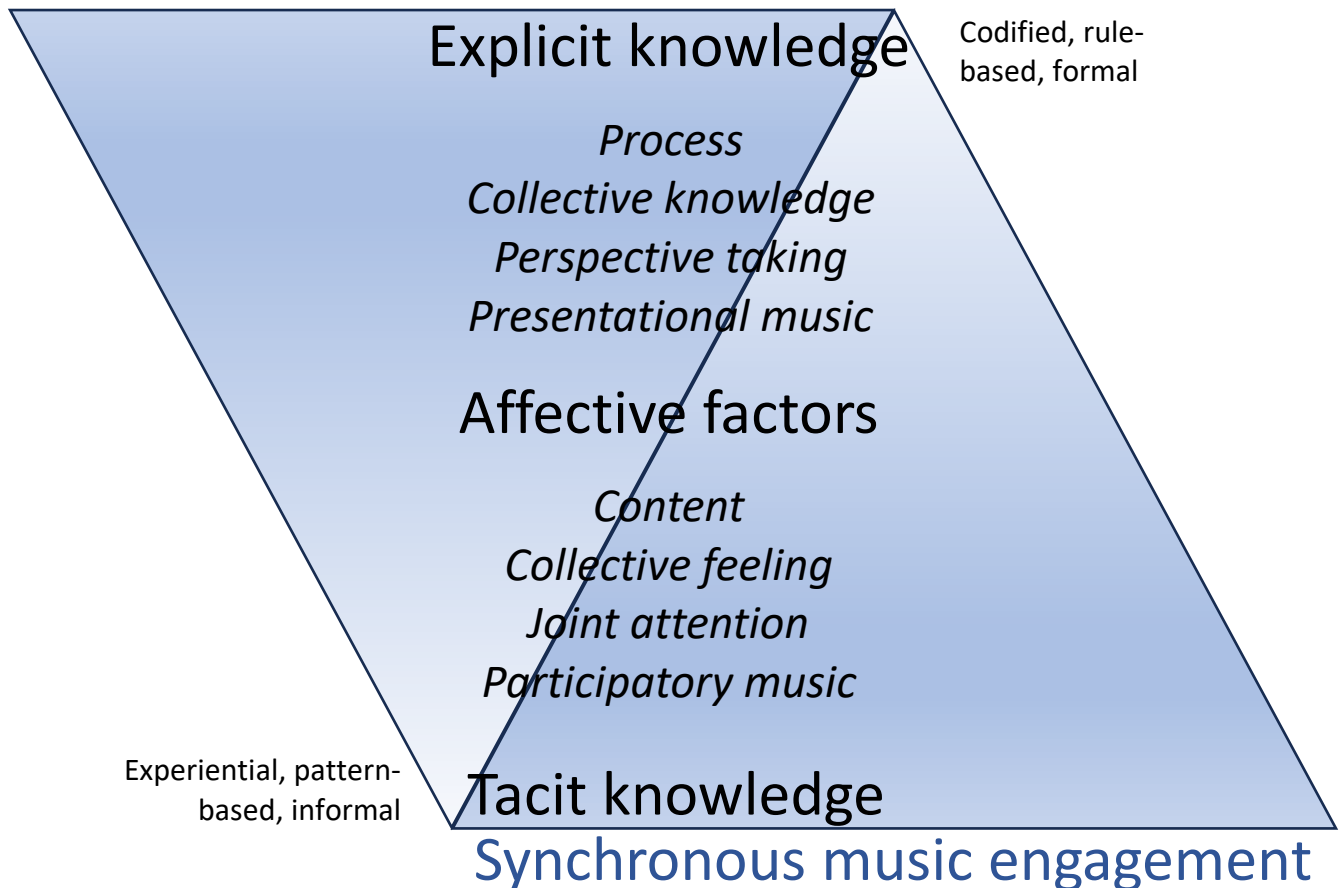 Explicit knowledge
Codified, rule-
based, formal
Process
Collective knowledge
Perspective taking
Presentational music
Affective factors
Content
Collective feeling
Joint attention
Participatory music
Experiential, pattern-
based, informal
Tacit knowledge
Synchronous music engagement